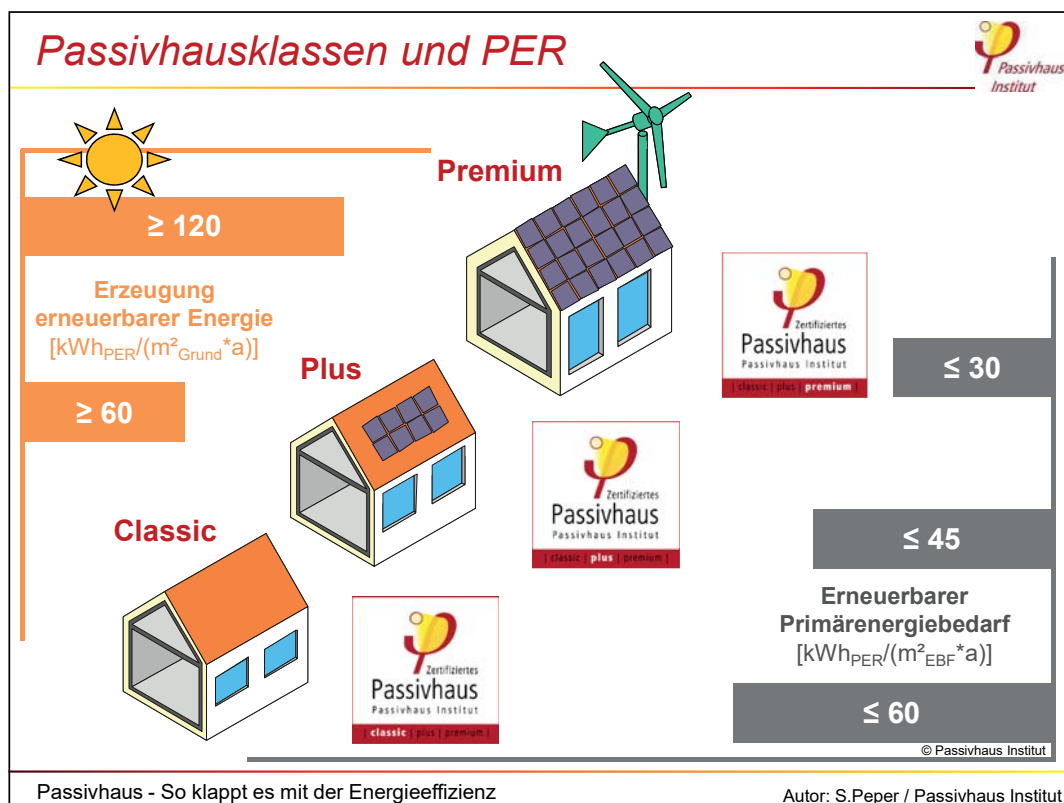 Passivhausklassen und PER
Passivhaus
Institut
Premium
≥ 120
Erzeugung
erneuerbarer Energie
[kWhPER/(m²Grund*a)]
Zertifiziertes
Passivhaus
Passivhaus Institut
| classic | plus | premium |
≤ 30
Plus
≥ 60
Zertifiziertes
Passivhaus
Passivhaus Institut
| classic | plus | premium |
≤ 45
Classic
Erneuerbarer
Primärenergiebedarf
[kWhPER/(m²EBF*a)]
Zertifiziertes
Passivhaus
Passivhaus Institut
| classic | plus | premium |
≤ 60
© Passivhaus Institut
Passivhaus - So klappt es mit der Energieeffizienz
Autor: S.Peper / Passivhaus Institut